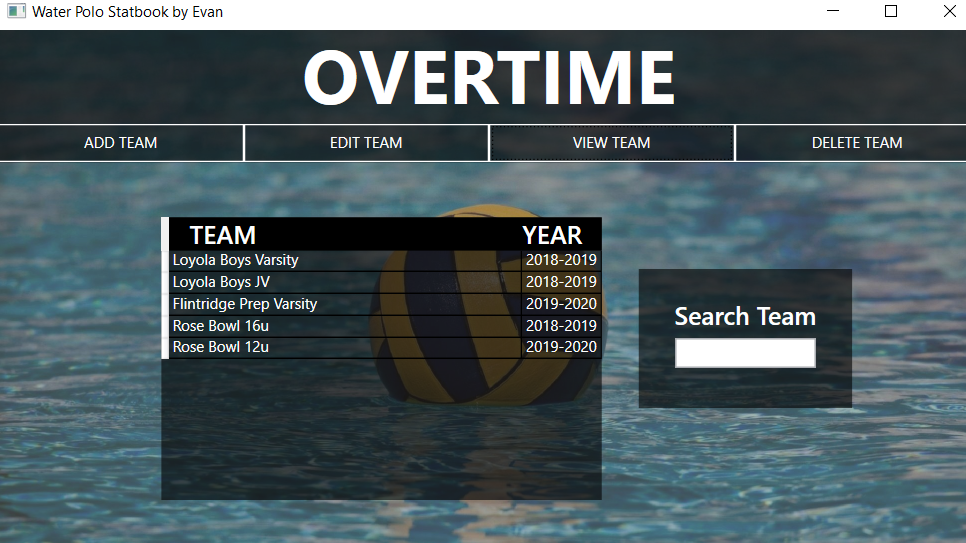 Water Polo Statbook by Evan
OVERTIME
ADD TEAM EDIT TEAM VIEW TEAM DELETE TEAM
TEAM YEAR
Loyola Boys Varsity 2018-2019
Loyola Boys JV 2018-2019
Flintridge Prep Varsity 2019-2020
Rose Bowl 16u 2018-2019
Rose Bowl 12u 2019-2020
Search Team